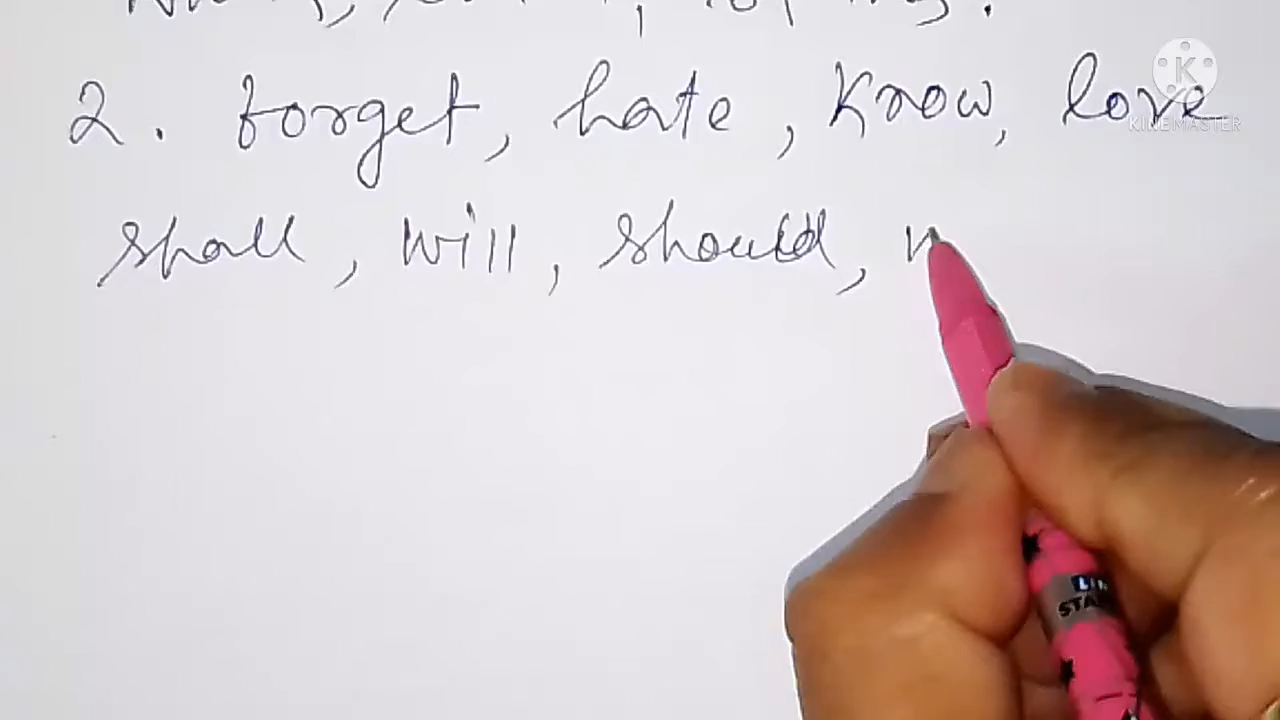 2. forget, hate, know, love
shall, will, should,
K
KINEMASTER